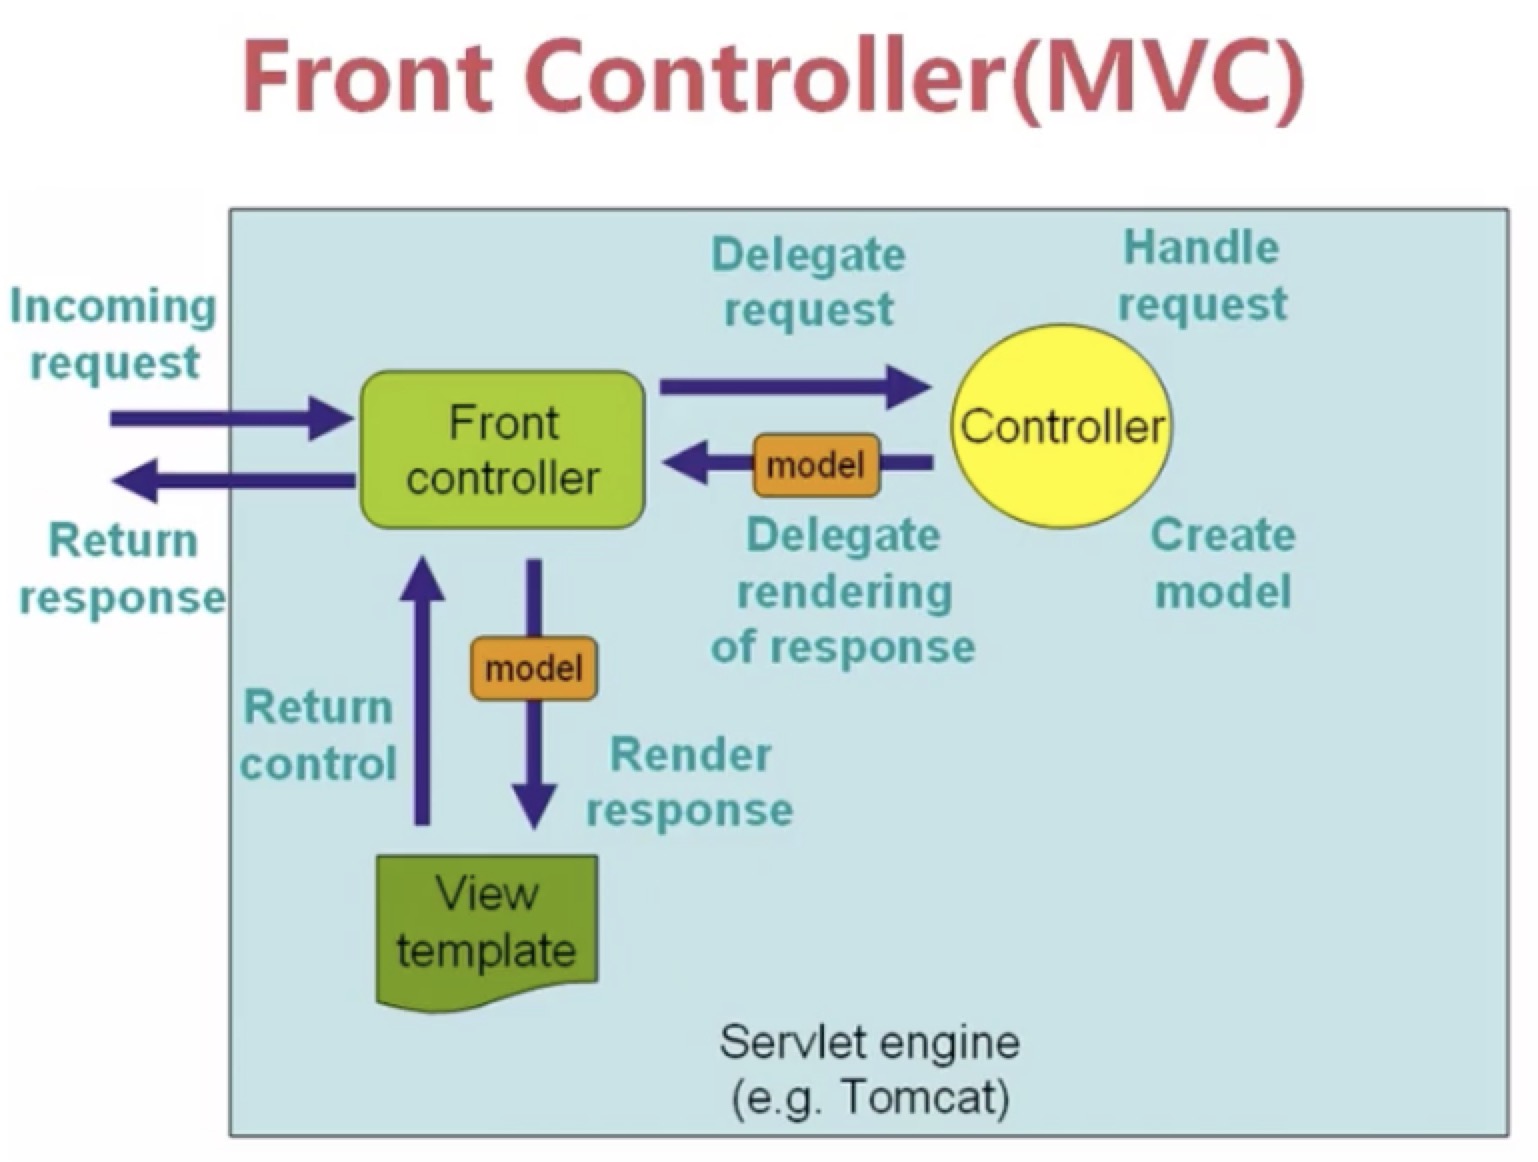 Front Controller(MVC)
Incoming
request
Delegate
request
Handle
request
Front
controller
Controller
model
Return
response
Delegate
rendering
of response
Create
model
model
Return
control
Render
response
View
template
Servlet engine
(e.g. Tomcat)